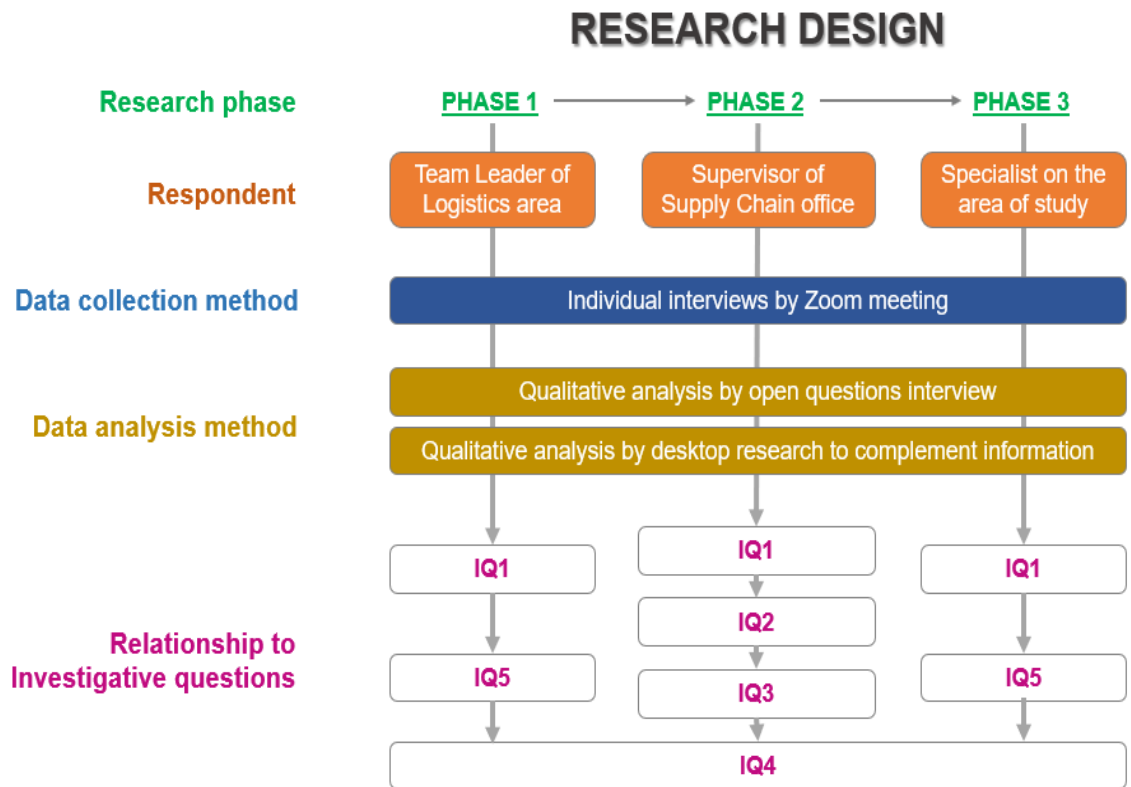 RESEARCH DESIGN
Research phase
PHASE 1
PHASE 2
PHASE 3
Respondent
Team Leader of
Logistics area
Supervisor of
Supply Chain office
Specialist on the
area of study
Data collection method
Individual interviews by Zoom meeting
Data analysis method
Qualitative analysis by open questions interview
Qualitative analysis by desktop research to complement information
Relationship to
Investigative questions
IQ1
IQ5
IQ1
IQ2
IQ3
IQ1
IQ5
IQ4